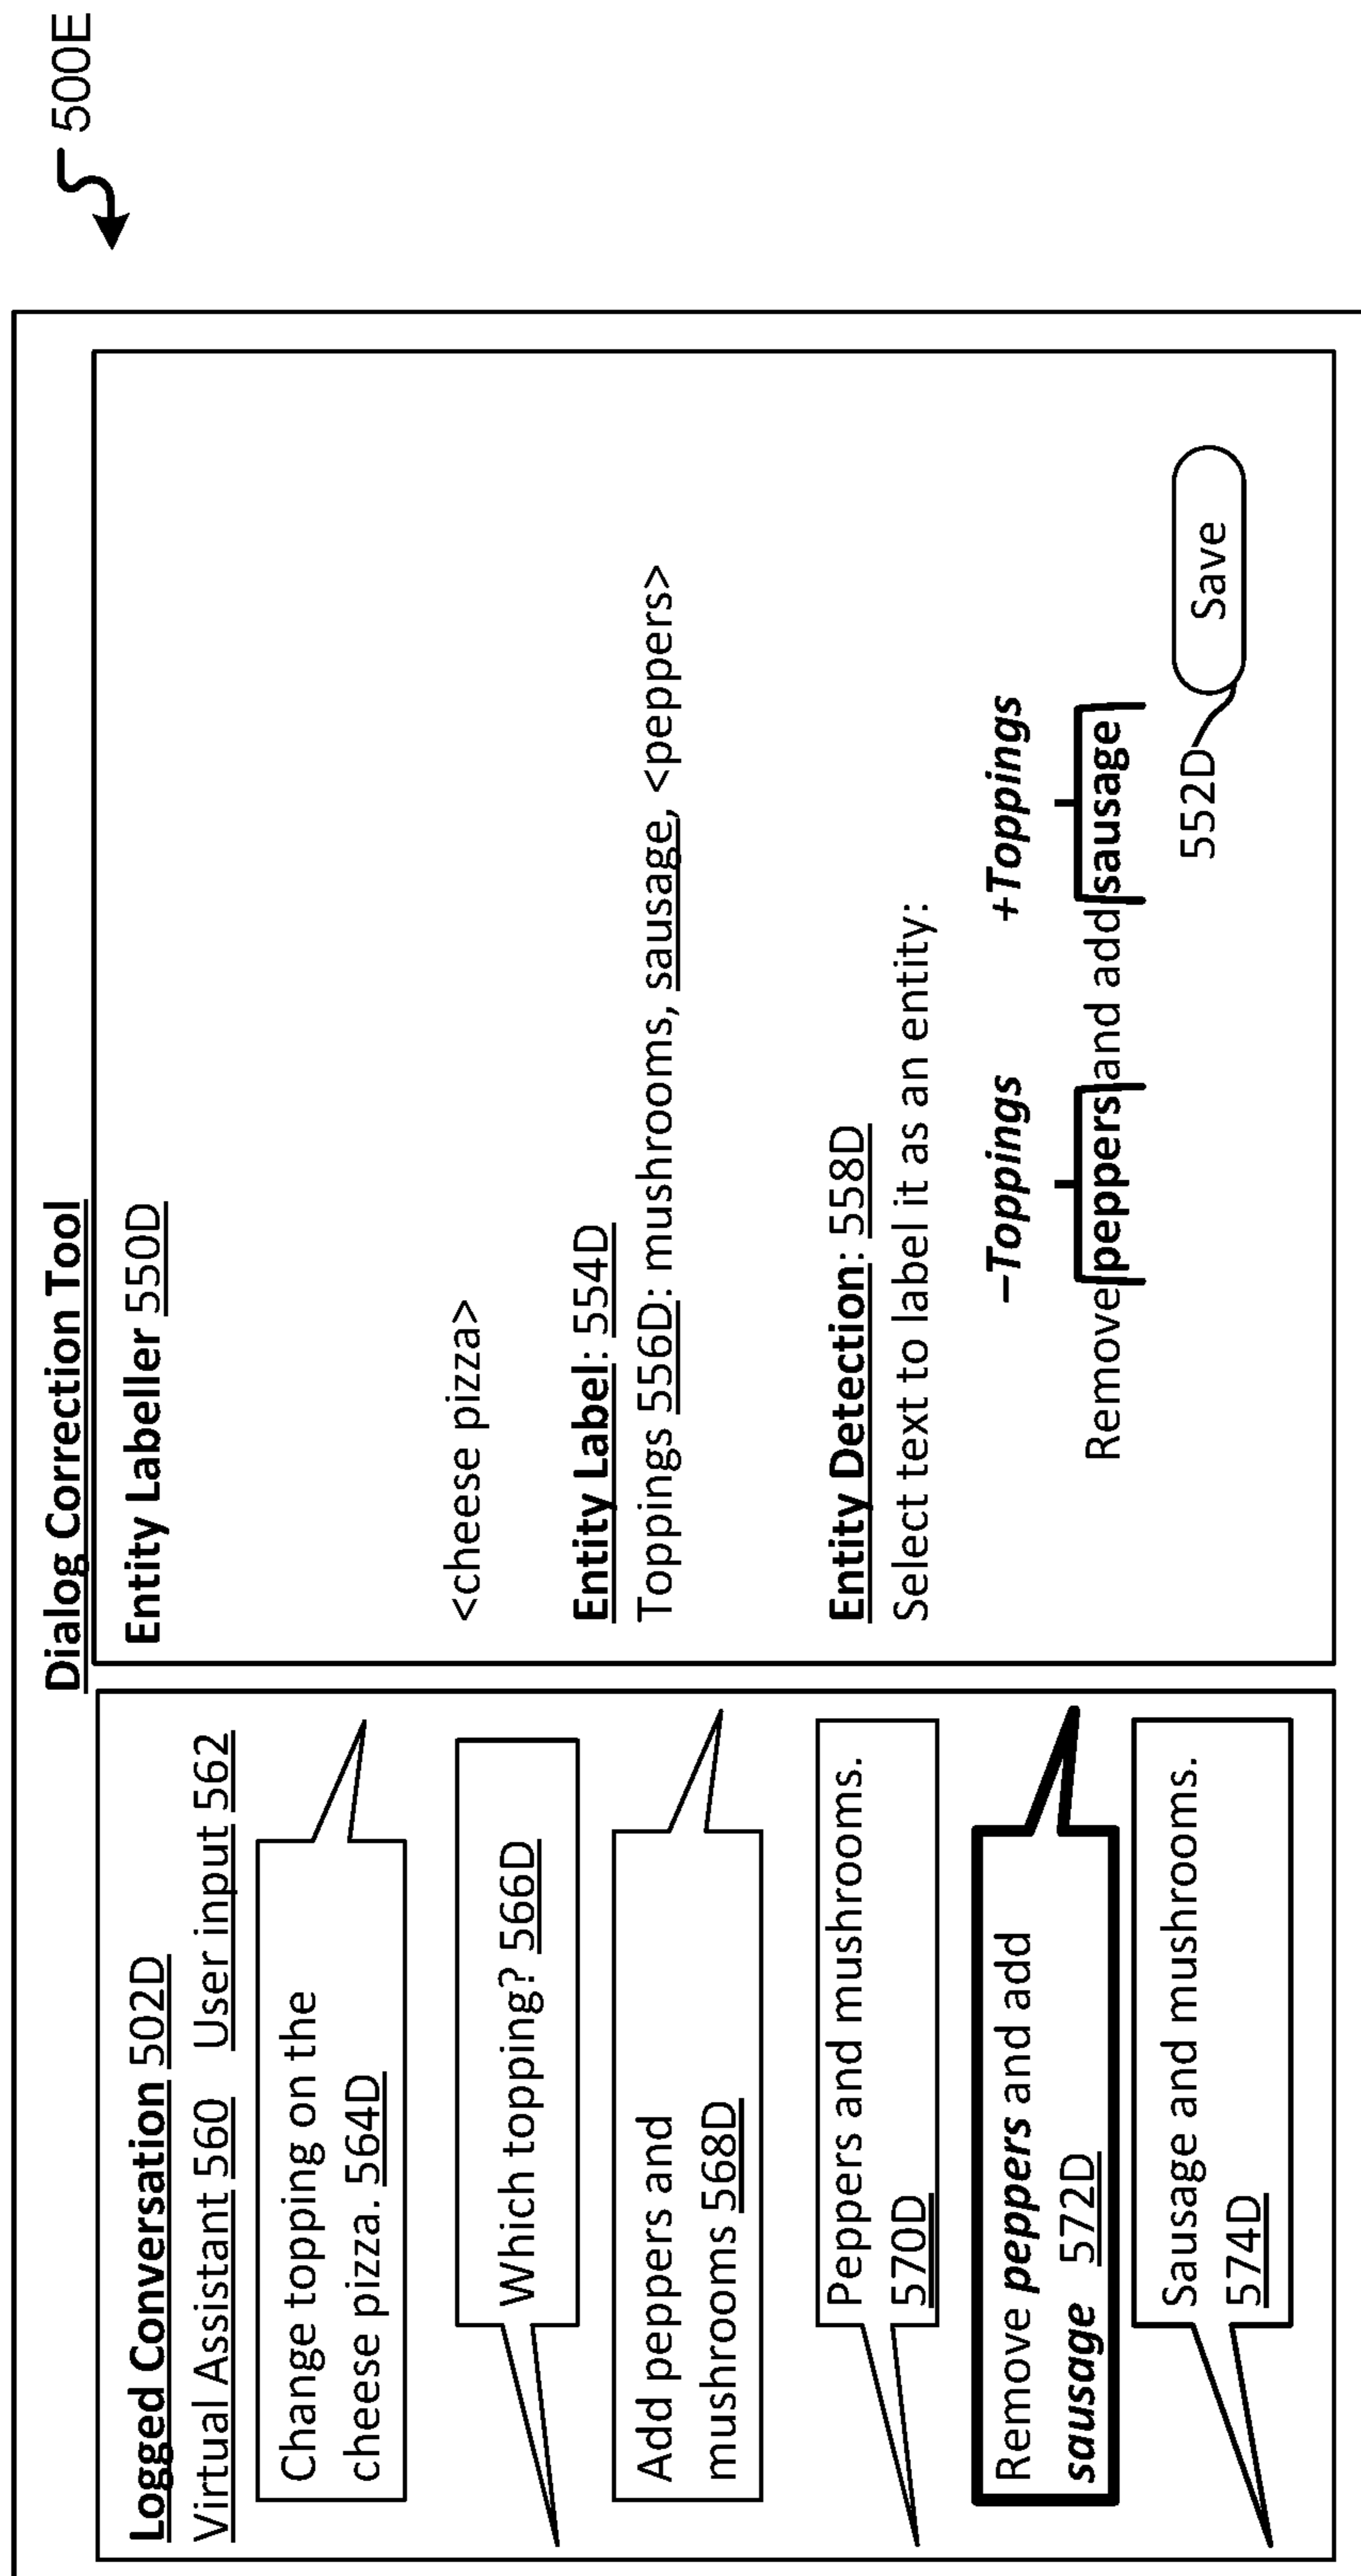 500E
Dialog Correction Tool
Logged Conversation 502D
Virtual Assistant 560 User input 562
Change topping on the
cheese pizza. 564D
Which topping? 566D
Add peppers and
mushrooms 568D
Peppers and mushrooms.
570D
Remove peppers and add
sausage 572D
Sausage and mushrooms.
574D
Entity Labeller 550D
<cheese pizza>
Entity Label: 554D
Toppings 556D: mushrooms, sausage, <peppers>
Entity Detection: 558D
Select text to label it as an entity:
–Toppings +Toppings
Remove peppers and add sausage
552D Save